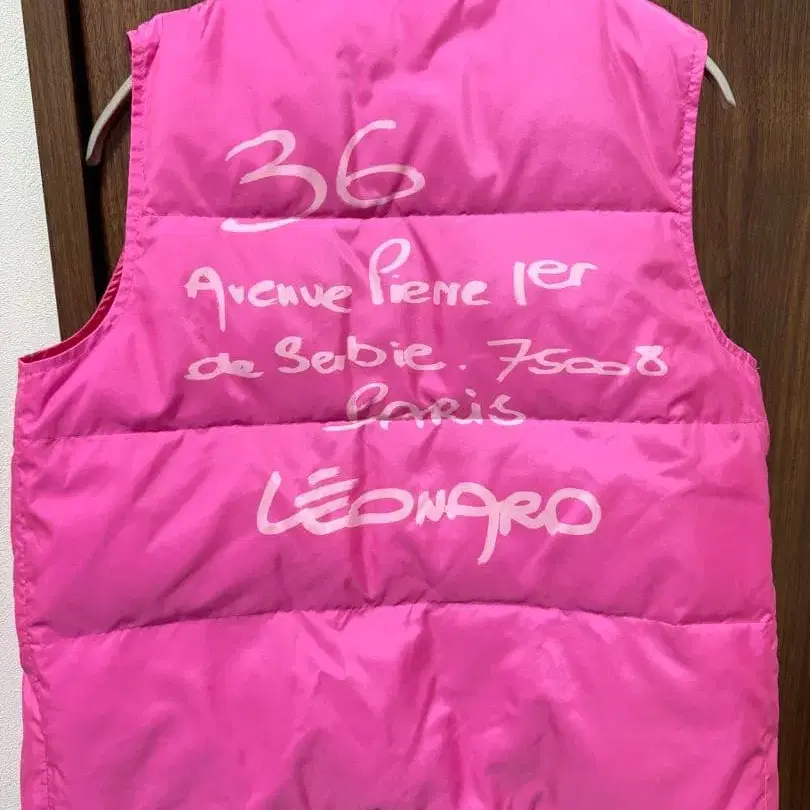 36
Avenue Pierre 1er
de Serbie. 75008
PARIS
LÉONARD